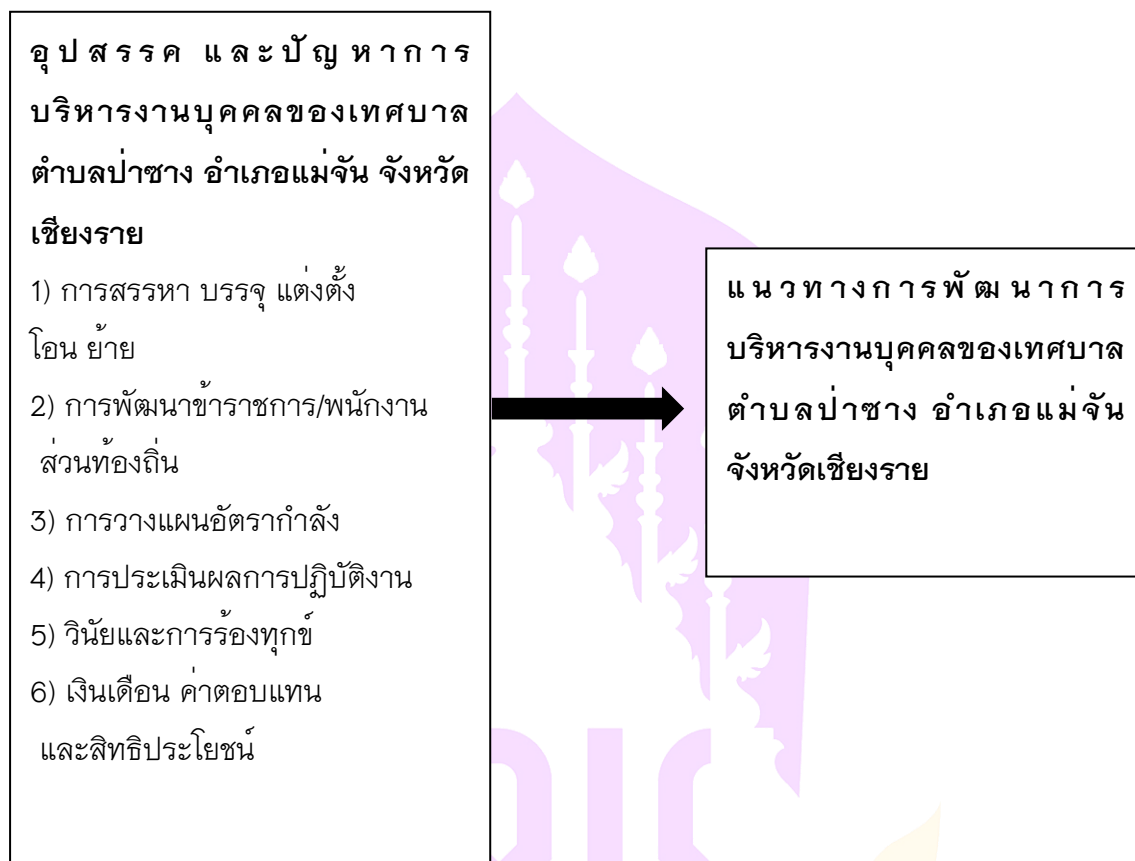 อุปสรรค และปัญหาการ
บริหารงานบุคคลของเทศบาล
ตำบลป่าซาง อำเภอแม่จัน จังหวัด
เชียงราย
1) การสรรหา บรรจุ แต่งตั้ง
โอน ย้าย
2) การพัฒนาข้าราชการ/พนักงาน
ส่วนท้องถิ่น
3) การวางแผนอัตรากำลัง
4) การประเมินผลการปฏิบัติงาน
5) วินัยและการร้องทุกข์
6) เงินเดือน ค่าตอบแทน
และสิทธิประโยชน์
แนวทางการพัฒนาการ
บริหารงานบุคคลของเทศบาล
ตำบลป่าซาง อำเภอแม่จัน
จังหวัดเชียงราย